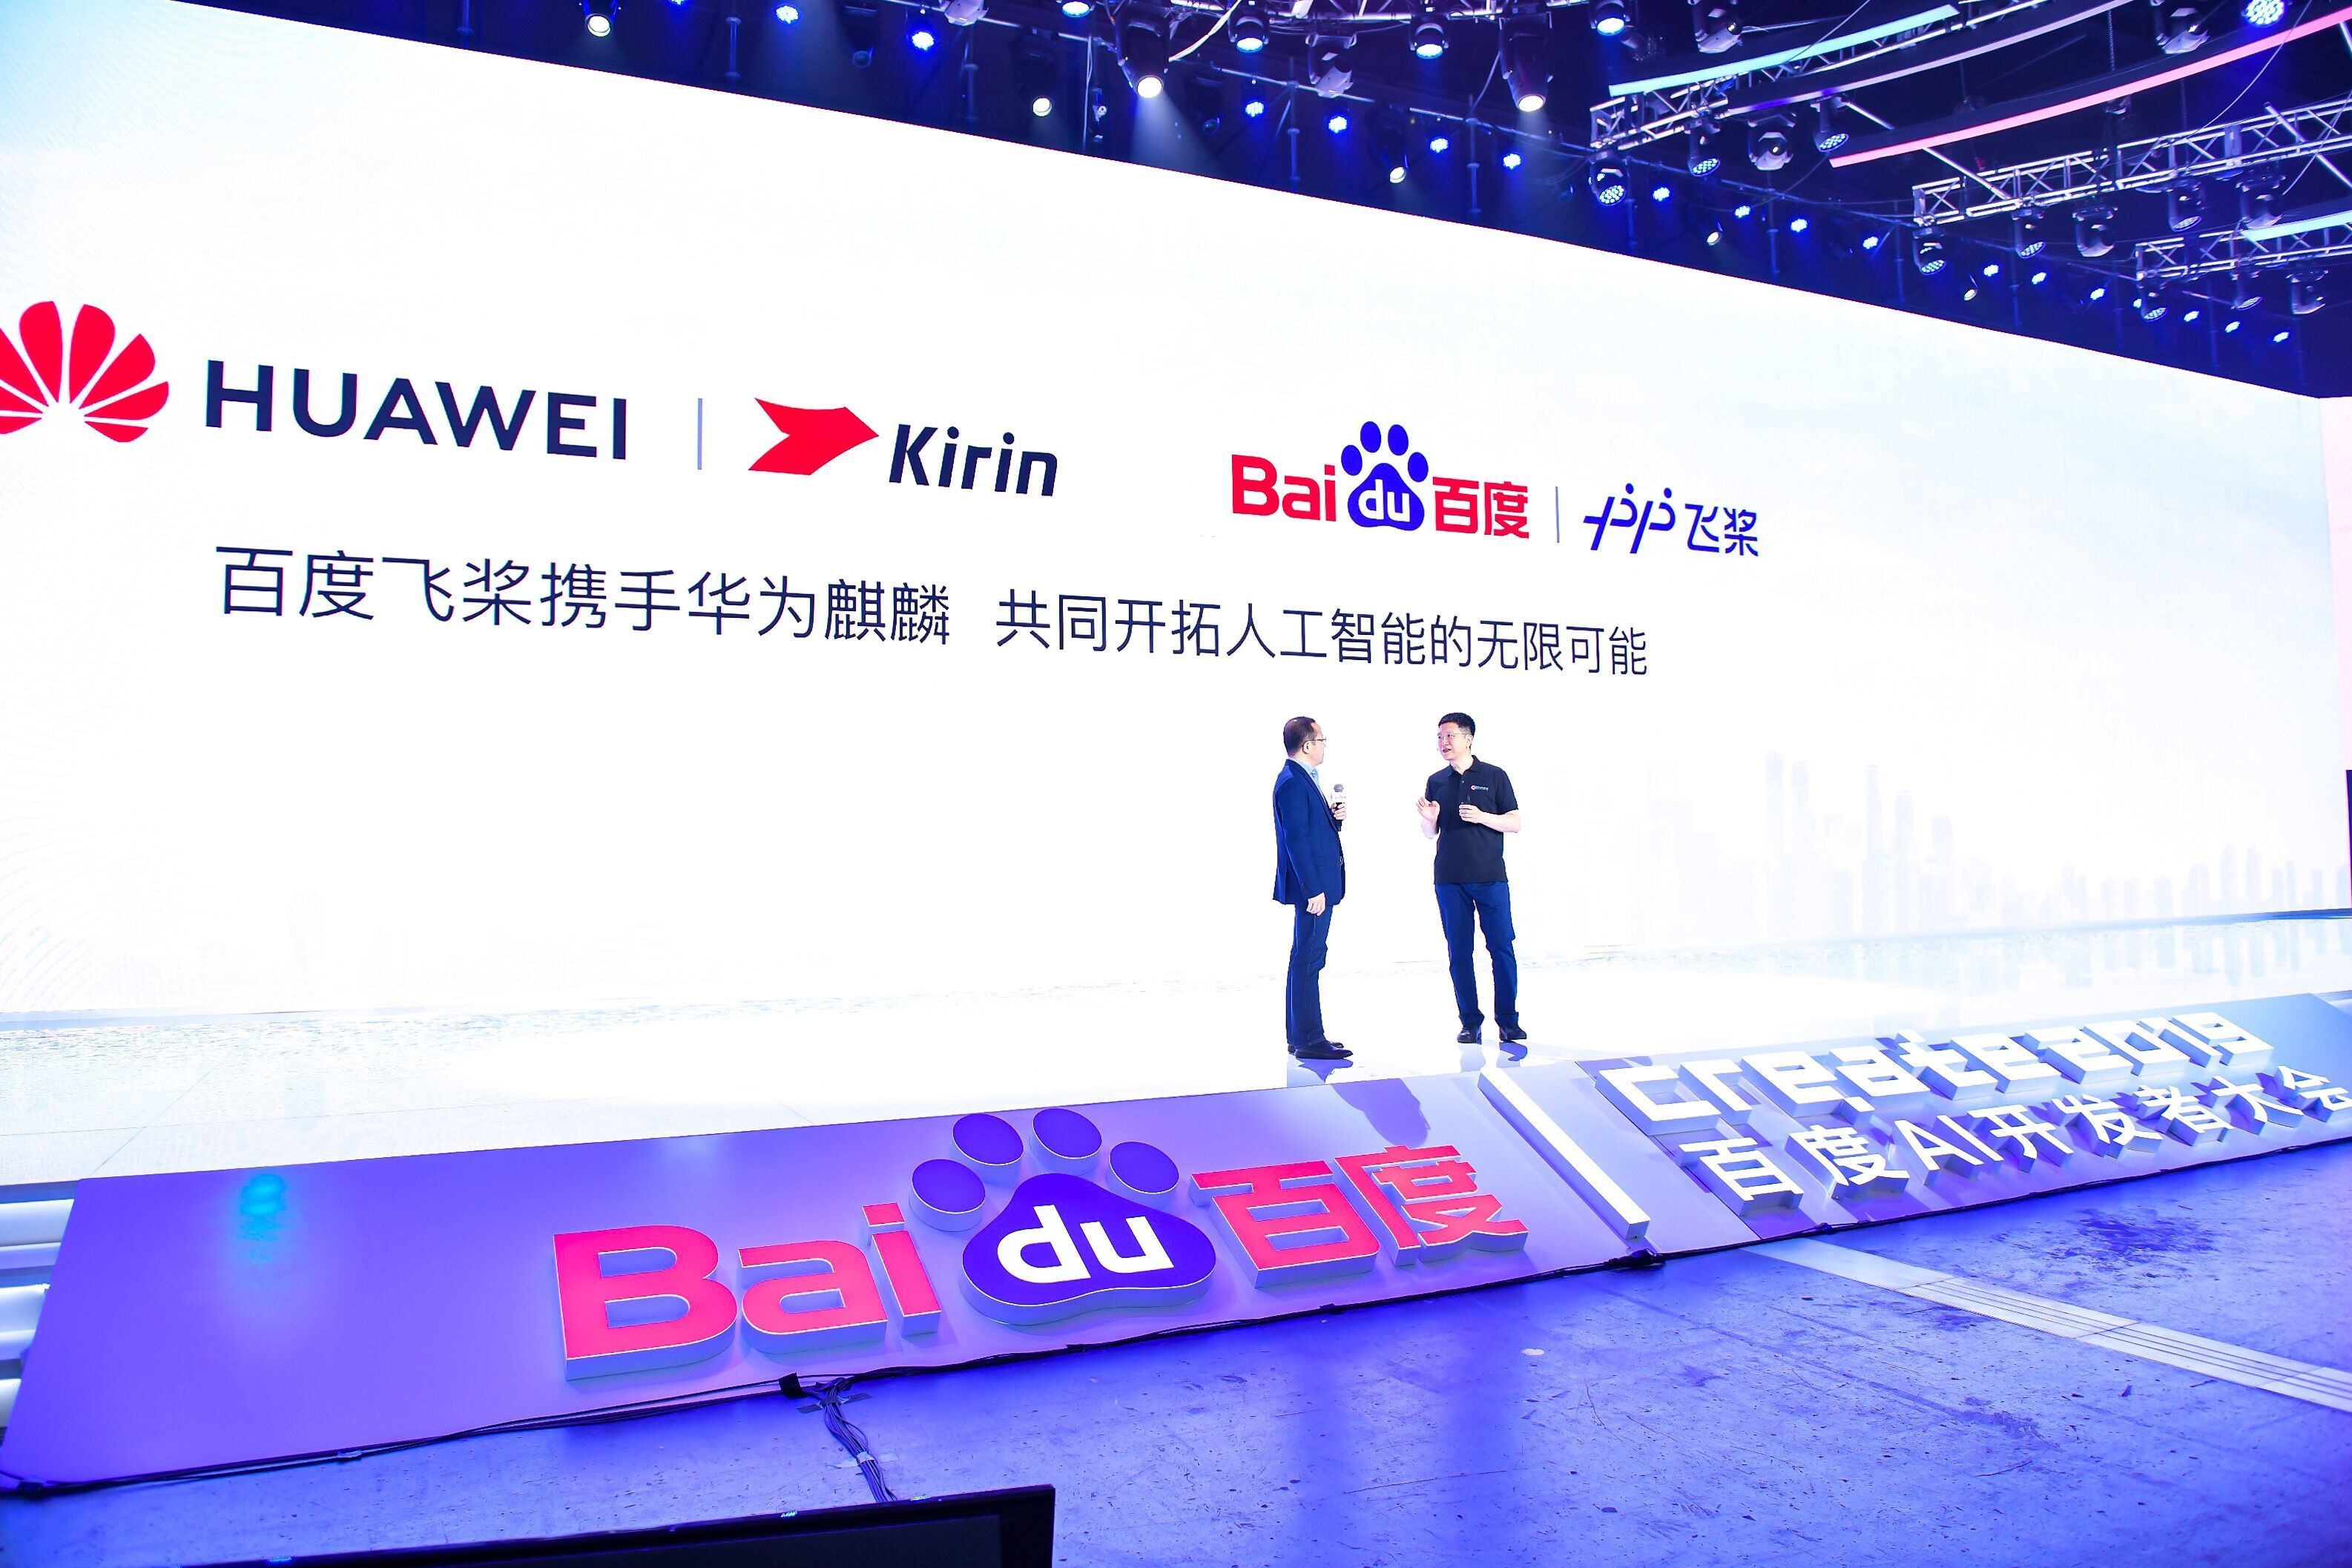 HUAWEI | Kirin
Bai du 百度 | 飞桨
百度飞桨携手华为麒麟 共同开拓人工智能的无限可能
Bai du 百度
create2019
百度AI开发者大会